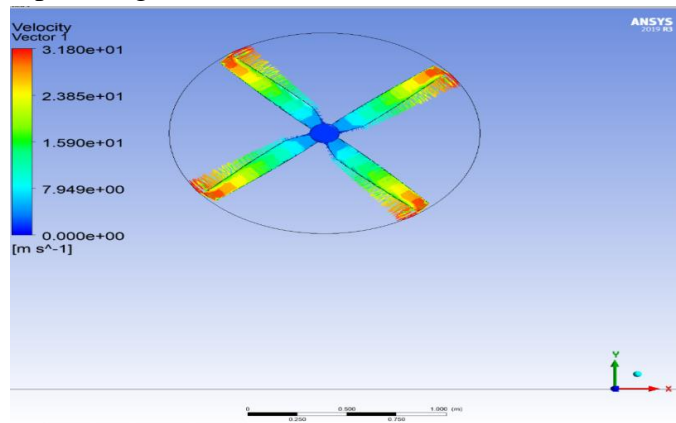 Velocity
Vector 1
3.180e+01
2.385e+01
1.590e+01
7.949e+00
0.000e+00
[m s^-1]
ANSYS
2019 R3
Y
X
0 0.500 1.000 (m)
0.250 0.750